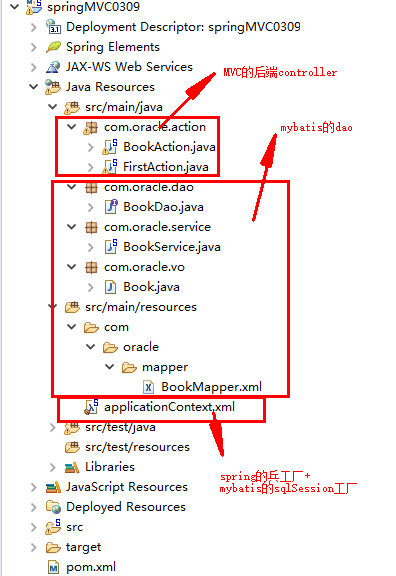 springMVC0309
Deployment Descriptor: springMVC0309
Spring Elements
JAX-WS Web Services
Java Resources
MVC的后端controller
src/main/java
com.oracle.action
BookAction.java
mybatis的dao
FirstAction.java
com.oracle.dao
BookDao.java
com.oracle.service
BookService.java
com.oracle.vo
Book.java
src/main/resources
com
oracle
mapper
BookMapper.xml
applicationContext.xml
src/test/java
src/test/resources
Libraries
spring的兵工厂+
mybatis的sqlSession工厂
JavaScript Resources
Deployed Resources
src
target
pom.xml